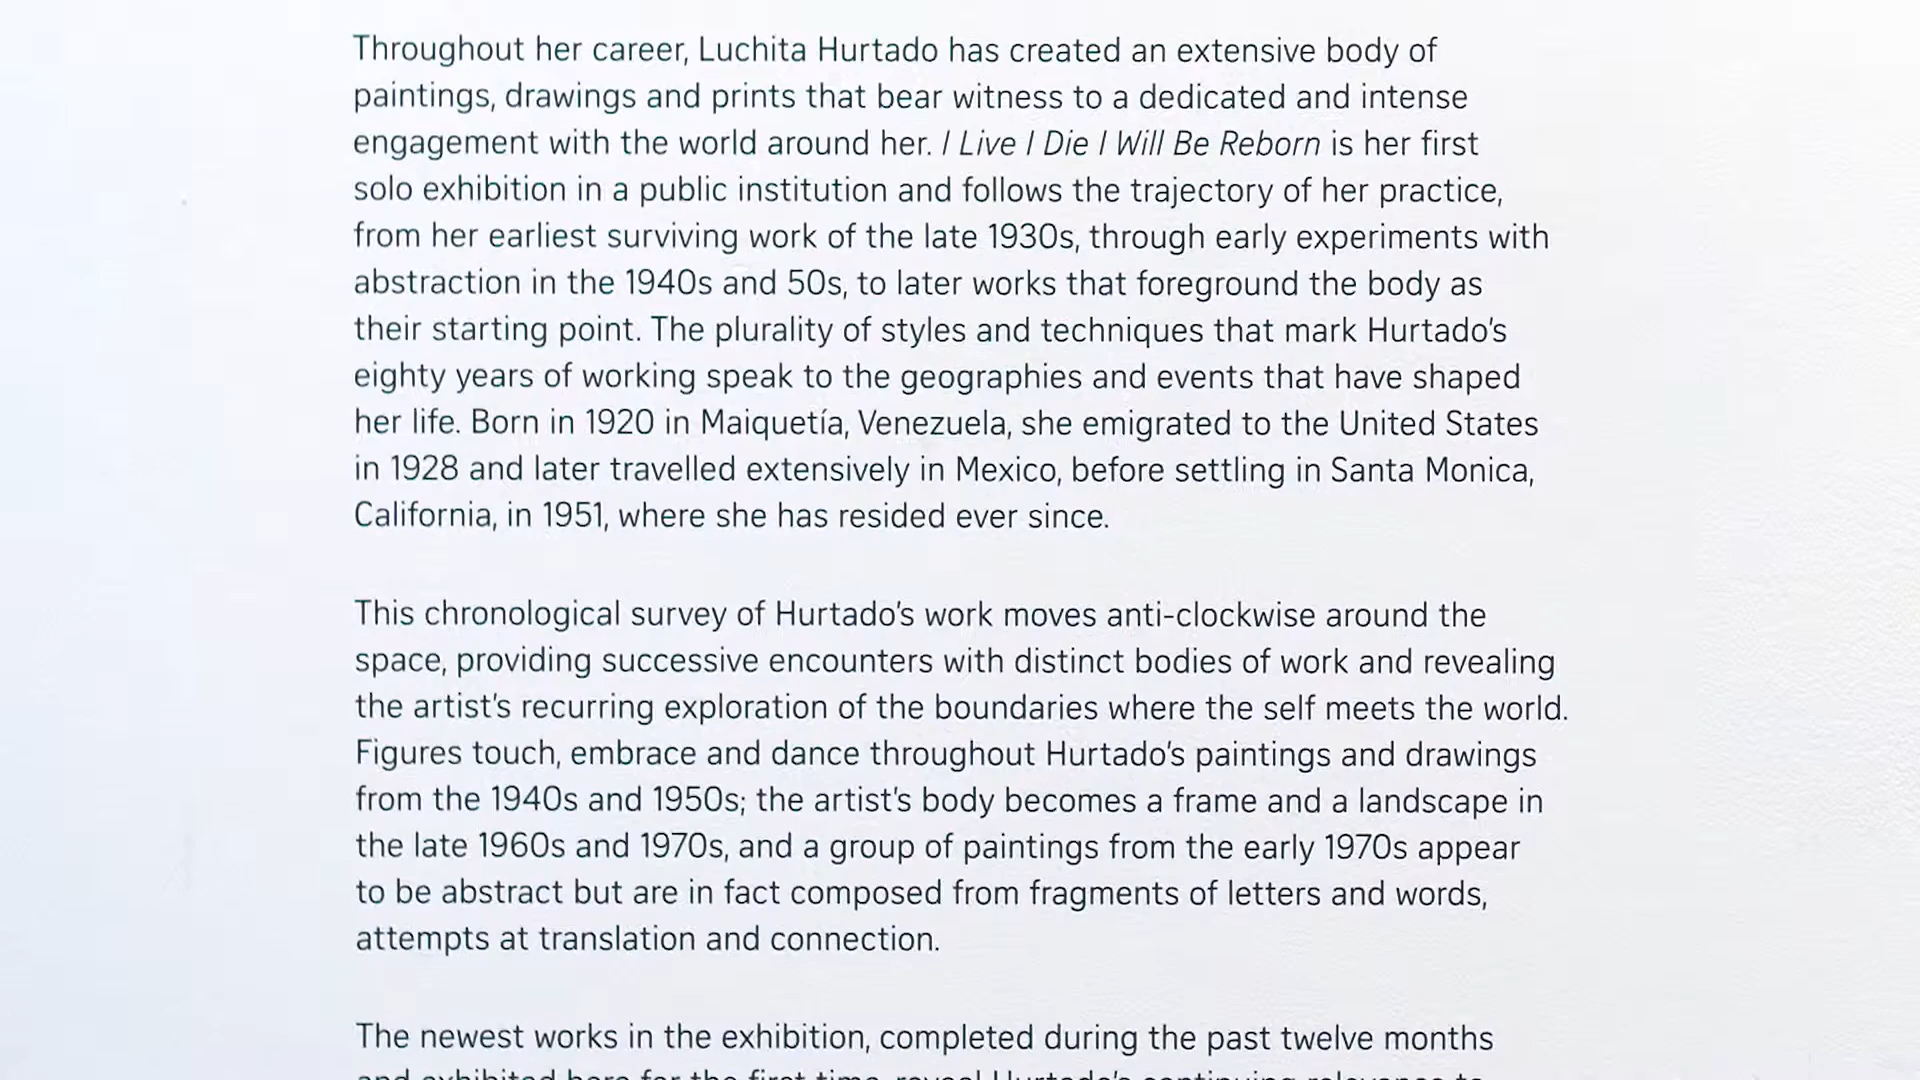 Throughout her career, Luchita Hurtado has created an extensive body of
paintings, drawings and prints that bear witness to a dedicated and intense
engagement with the world around her. I Live I Die I Will Be Reborn is her first
solo exhibition in a public institution and follows the trajectory of her practice,
from her earliest surviving work of the late 1930s, through early experiments with
abstraction in the 1940s and 50s, to later works that foreground the body as
their starting point. The plurality of styles and techniques that mark Hurtado's
eighty years of working speak to the geographies and events that have shaped
her life. Born in 1920 in Maiquetía, Venezuela, she emigrated to the United States
in 1928 and later travelled extensively in Mexico, before settling in Santa Monica,
California, in 1951, where she has resided ever since.
This chronological survey of Hurtado's work moves anti-clockwise around the
space, providing successive encounters with distinct bodies of work and revealing
the artist's recurring exploration of the boundaries where the self meets the world.
Figures touch, embrace and dance throughout Hurtado's paintings and drawings
from the 1940s and 1950s; the artist's body becomes a frame and a landscape in
the late 1960s and 1970s, and a group of paintings from the early 1970s appear
to be abstract but are in fact composed from fragments of letters and words,
attempts at translation and connection.
The newest works in the exhibition, completed during the past twelve months
and exhibited here for the first time, reveal Hurtado's continuing relevance to